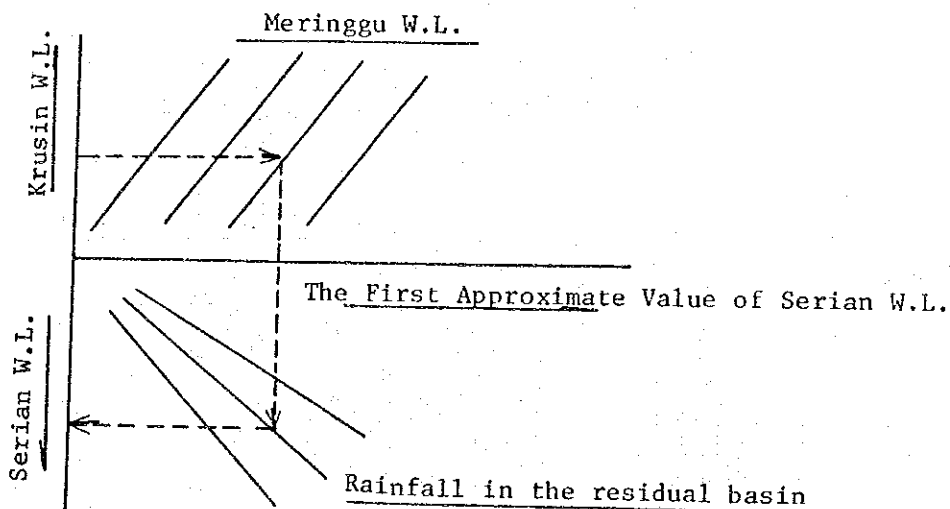 Meringgu W.L.
Krusin W.L.
The First Approximate Value of Serian W.L.
Serian W.L.
Rainfall in the residual basin